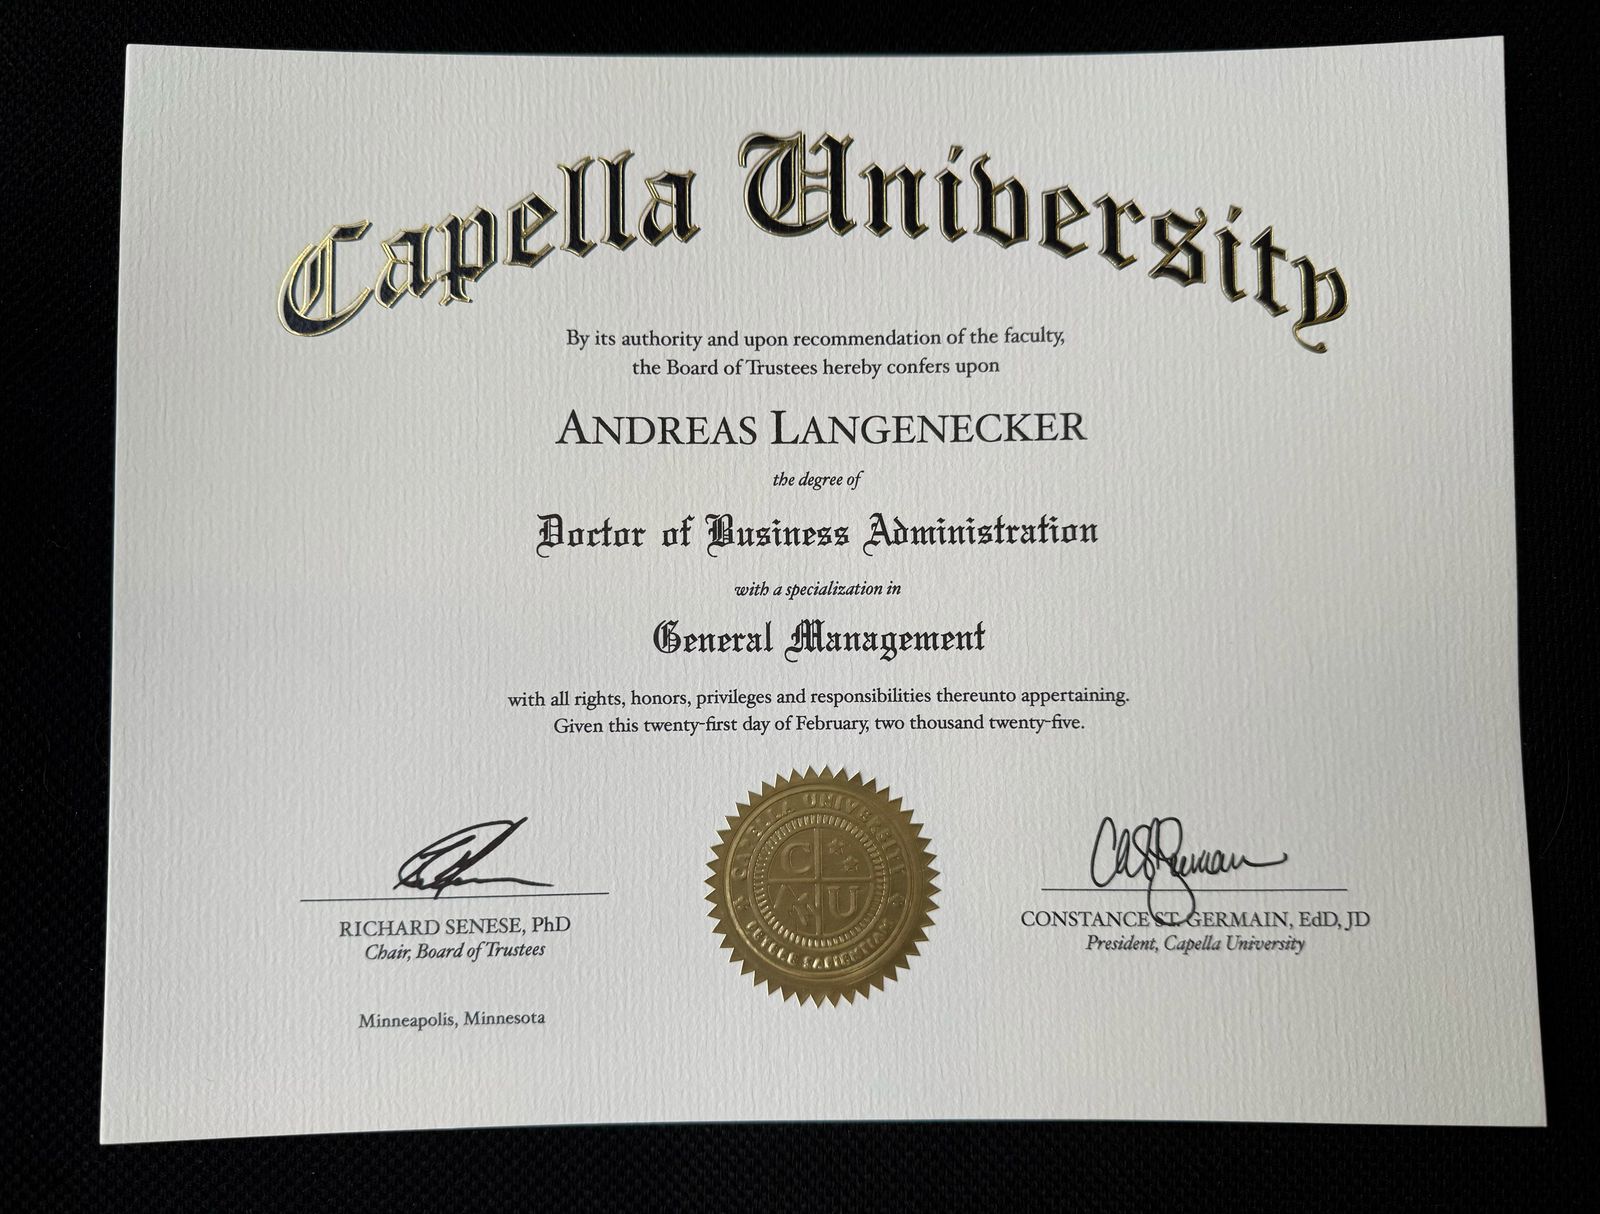 Capella University
By its authority and upon recommendation of the faculty,
the Board of Trustees hereby confers upon
ANDREAS LANGENECKER
the degree of
Doctor of Business Administration
with a specialization in
General Management
with all rights, honors, privileges and responsibilities thereunto appertaining.
Given this twenty-first day of February, two thousand twenty-five.
CAPELLA UNIVERSITY
C
U
RICHARD SENESE, PhD
Chair, Board of Trustees
CONSTANCE ST. GERMAIN, EdD, JD
President, Capella University
Minneapolis, Minnesota